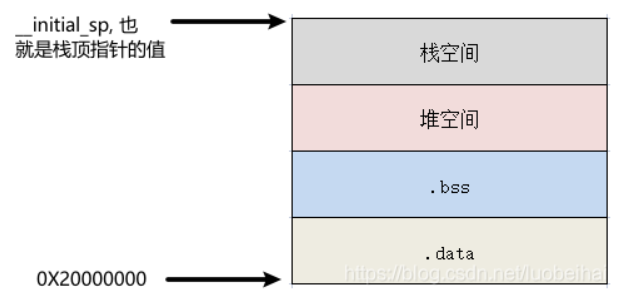 __initial_sp, 也
就是栈顶指针的值
栈空间
堆空间
.bss
.data
0X20000000
https://blog.csdn.net/luobeihai